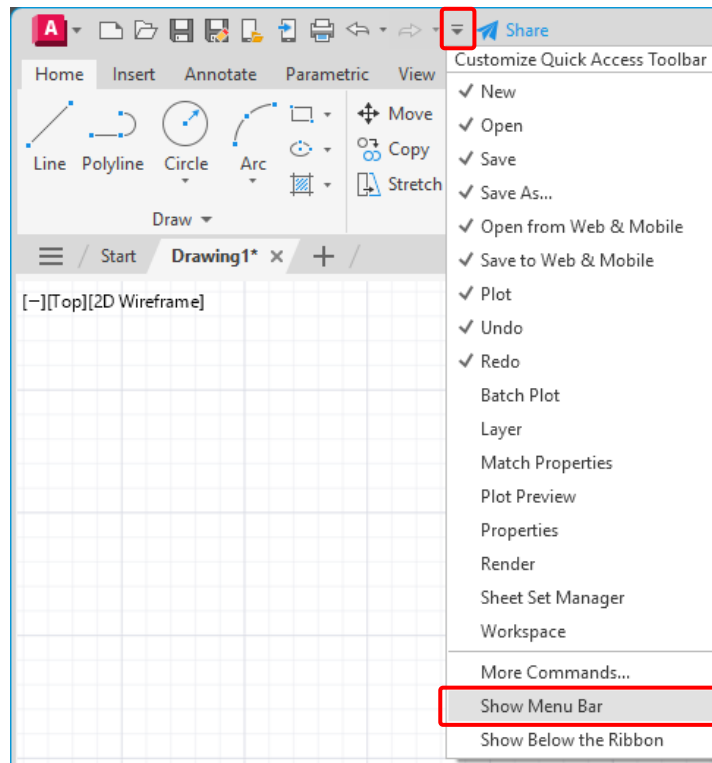 A
Share
Customize Quick Access Toolbar
Home Insert Annotate Parametric View
New
Open
Save
Save As...
Open from Web & Mobile
Save to Web & Mobile
Plot
Undo
Redo
Batch Plot
Layer
Match Properties
Plot Preview
Properties
Render
Sheet Set Manager
Workspace
More Commands...
Show Menu Bar
Show Below the Ribbon
Move
Copy
Stretch
Line Polyline Circle Arc
Draw
Start Drawing1*
[−][Top][2D Wireframe]